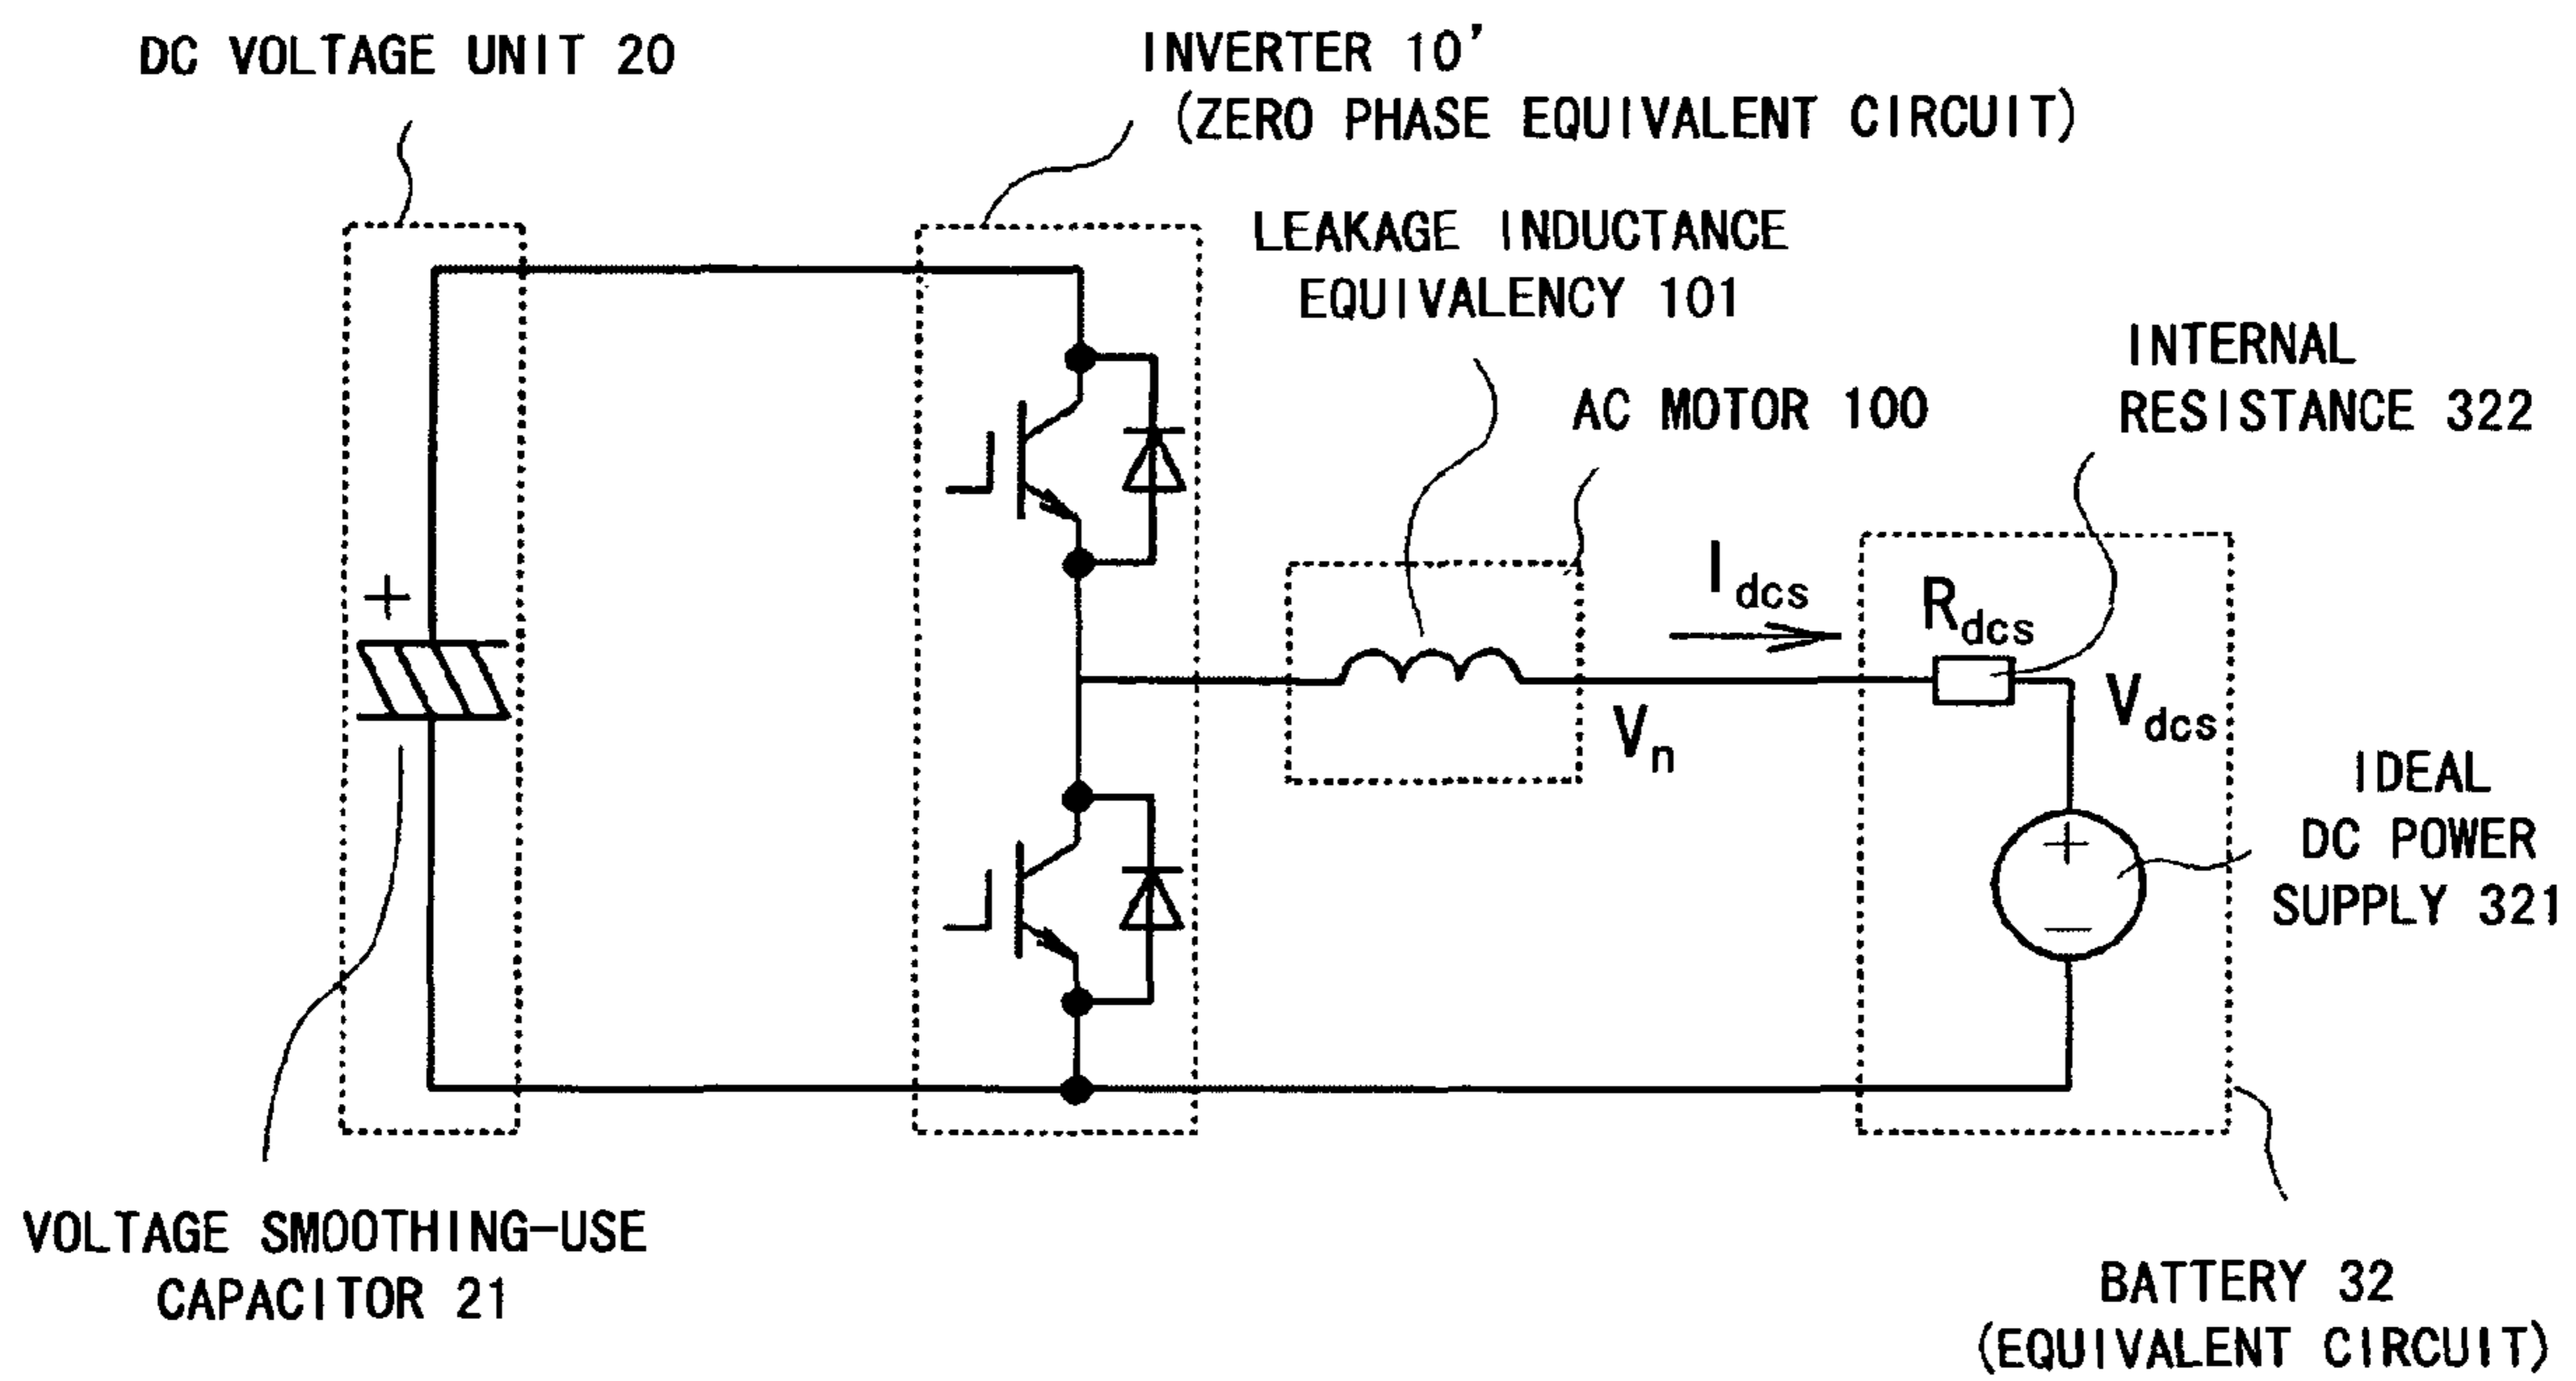 DC VOLTAGE UNIT 20
INVERTER 10'
(ZERO PHASE EQUIVALENT CIRCUIT)
LEAKAGE INDUCTANCE
EQUIVALENCY 101
AC MOTOR 100
INTERNAL
RESISTANCE 322
+
Idcs
Rdcs
Vdcs
Vn
+
−
IDEAL
DC POWER
SUPPLY 321
VOLTAGE SMOOTHING-USE
CAPACITOR 21
BATTERY 32
(EQUIVALENT CIRCUIT)